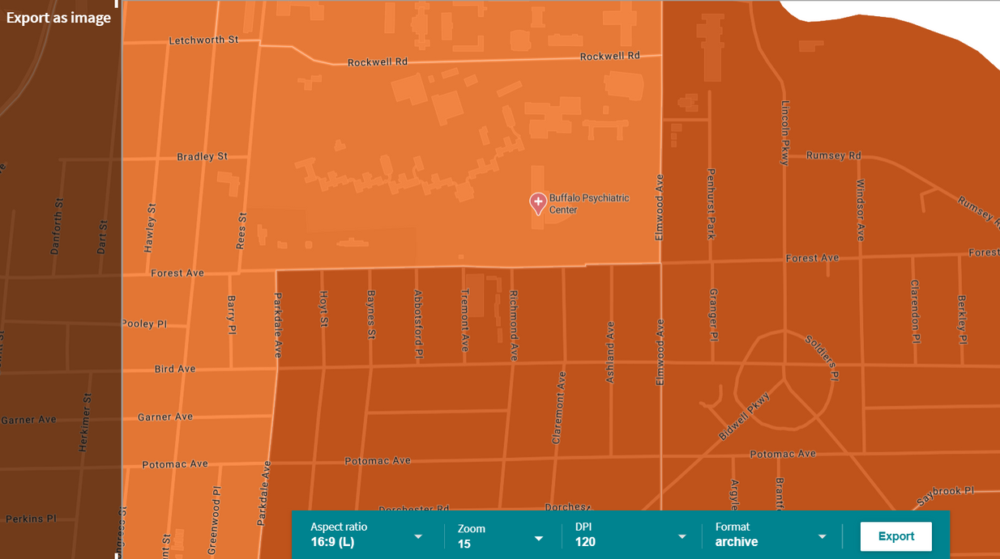 Export as image
Letchworth St
Rockwell Rd
Rockwell Rd
Lincoln Pkwy
Bradley St
Rumsey Rd
Penhurst Park
Elmwood Ave
Windsor Ave
Buffalo Psychiatric
Center
Danforth St
Dart St
Hawley St
Rees St
Rumsey
Forest Ave
Forest Ave
Forest
Barry Pl
Parkdale Ave
Hoyt St
Baynes St
Abbotsford Pl
Tremont Ave
Richmond Ave
Granger Pl
Clarendon Pl
Berkley Pl
Pooley Pl
Ashland Ave
Elmwood Ave
Soldiers Pl
Bird Ave
Claremont Ave
Bidwell Pkwy
Herkimer St
Garner Ave
Garner Ave
Potomac Ave
Potomac Ave
Potomac Ave
Parkdale Ave
Greenwood Pl
Argyle
Saybrook Pl
Perkins Pl
Dorchester Rd
Aspect ratio
16:9 (L)
Zoom
15
DPI
120
Format
archive
Export